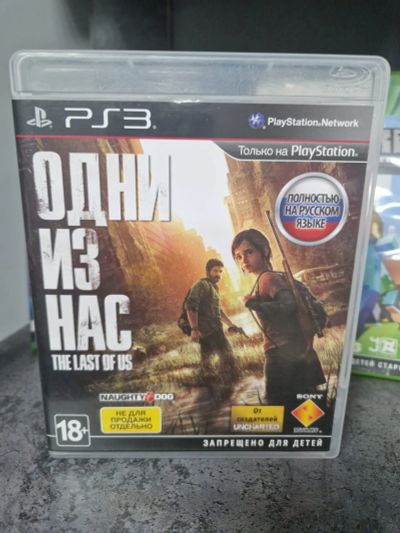 PS3
PlayStation®Network
Только на PlayStation®
ПОЛНОСТЬЮ
НА РУССКОМ
ЯЗЫКЕ
ОДНИ
ИЗ
НАС
THE LAST OF US
NAUGHTY DOG
НЕ ДЛЯ
ПРОДАЖИ
ОТДЕЛЬНО
От
создателей
UNCHARTED
SONY
18+
ЗАПРЕЩЕНО ДЛЯ ДЕТЕЙ